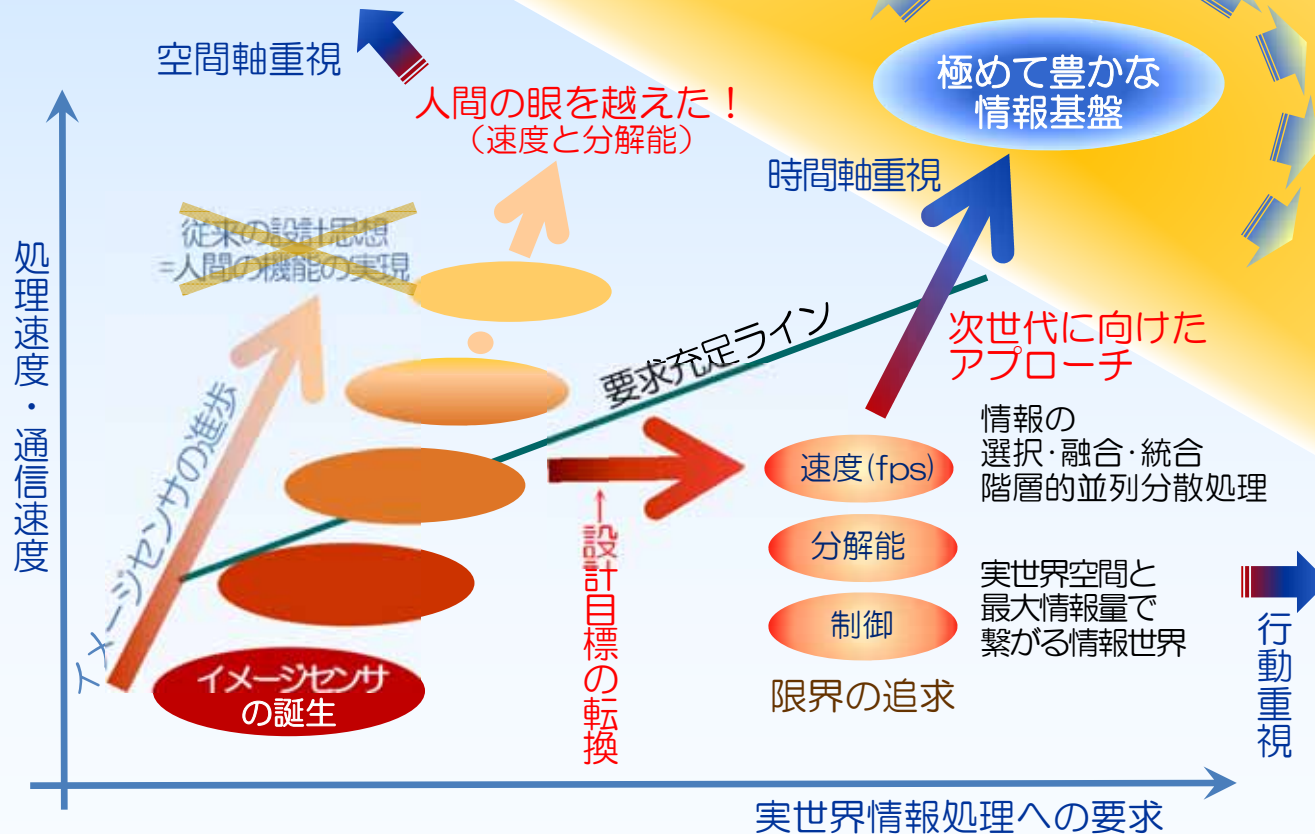 空間軸重視
人間の眼を越えた！
（速度と分解能）
極めて豊かな
情報基盤
時間軸重視
従来の設計思想
=人間の機能の実現
処理速度・通信速度
イメージセンサの進歩
要求充足ライン
次世代に向けた
アプローチ
情報の
選択･融合･統合
階層的並列分散処理
速度(fps)
分解能
制御
限界の追求
実世界空間と
最大情報量で
繋がる情報世界
←設計目標の転換
行動重視
イメージセンサ
の誕生
実世界情報処理への要求